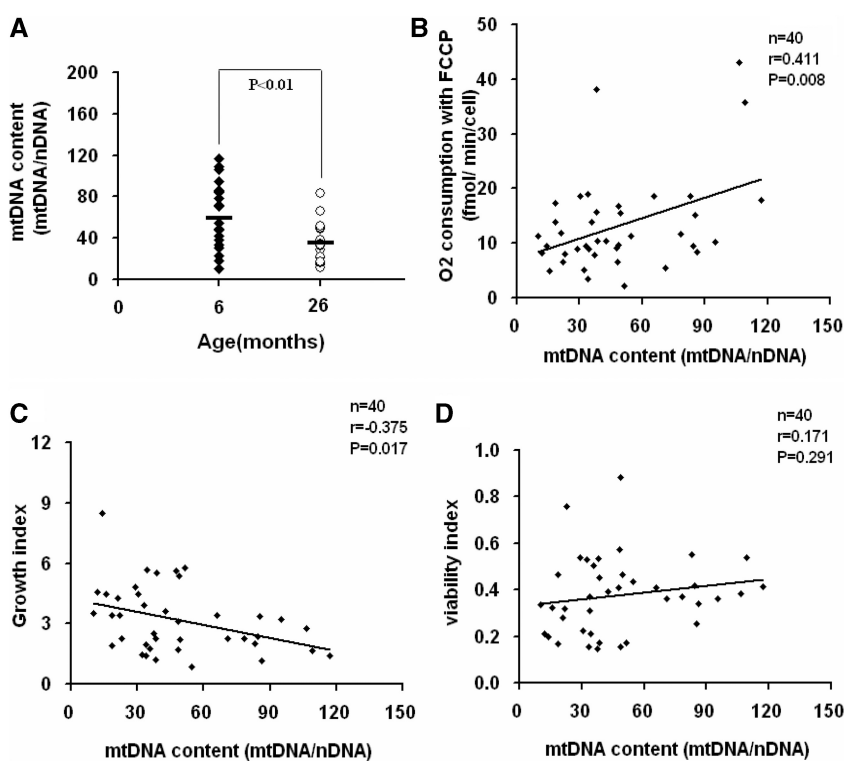 A
mtDNA content
(mtDNA/nDNA)
200
160
120
80
40
0
P<0.01
0
6
26
Age(months)
B
O2 consumption with FCCP
(fmol/ min/cell)
50
40
30
20
10
0
n=40
r=0.411
P=0.008
0
30
60
90
120
150
mtDNA content (mtDNA/nDNA)
C
Growth index
12
9
6
3
0
n=40
r=-0.375
P=0.017
0
30
60
90
120
150
mtDNA content (mtDNA/nDNA)
D
viability index
1.0
0.8
0.6
0.4
0.2
0.0
n=40
r=0.171
P=0.291
0
30
60
90
120
150
mtDNA content (mtDNA/nDNA)